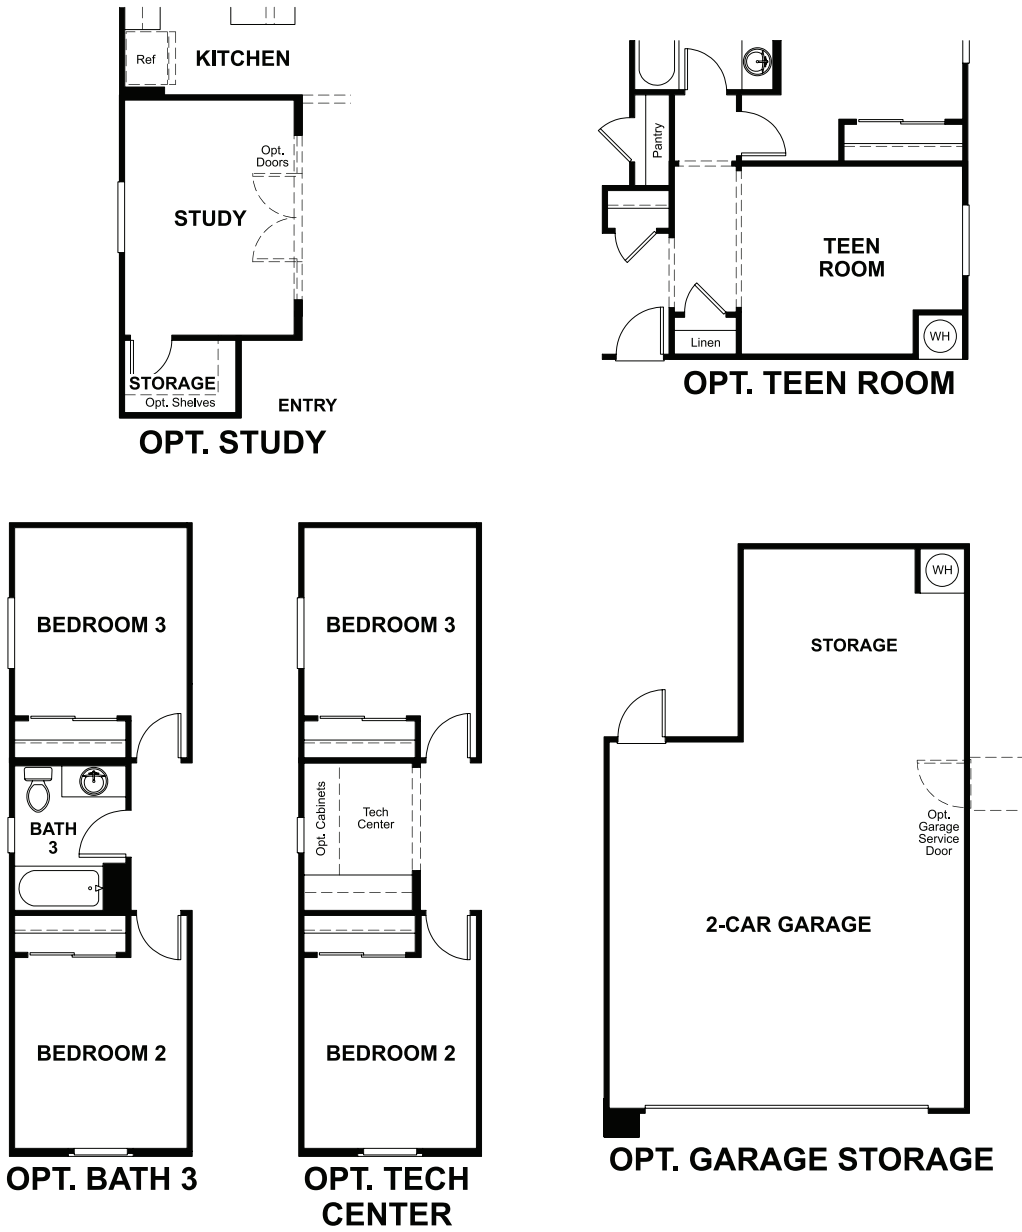 Ref
KITCHEN
Opt.
Doors
STUDY
STORAGE
Opt. Shelves
ENTRY
OPT. STUDY
Pantry
TEEN
ROOM
Linen
WH
OPT. TEEN ROOM
BEDROOM 3
BATH
3
BEDROOM 2
OPT. BATH 3
BEDROOM 3
Opt. Cabinets
Tech
Center
BEDROOM 2
OPT. TECH
CENTER
WH
STORAGE
Opt.
Garage
Service
Door
2-CAR GARAGE
OPT. GARAGE STORAGE